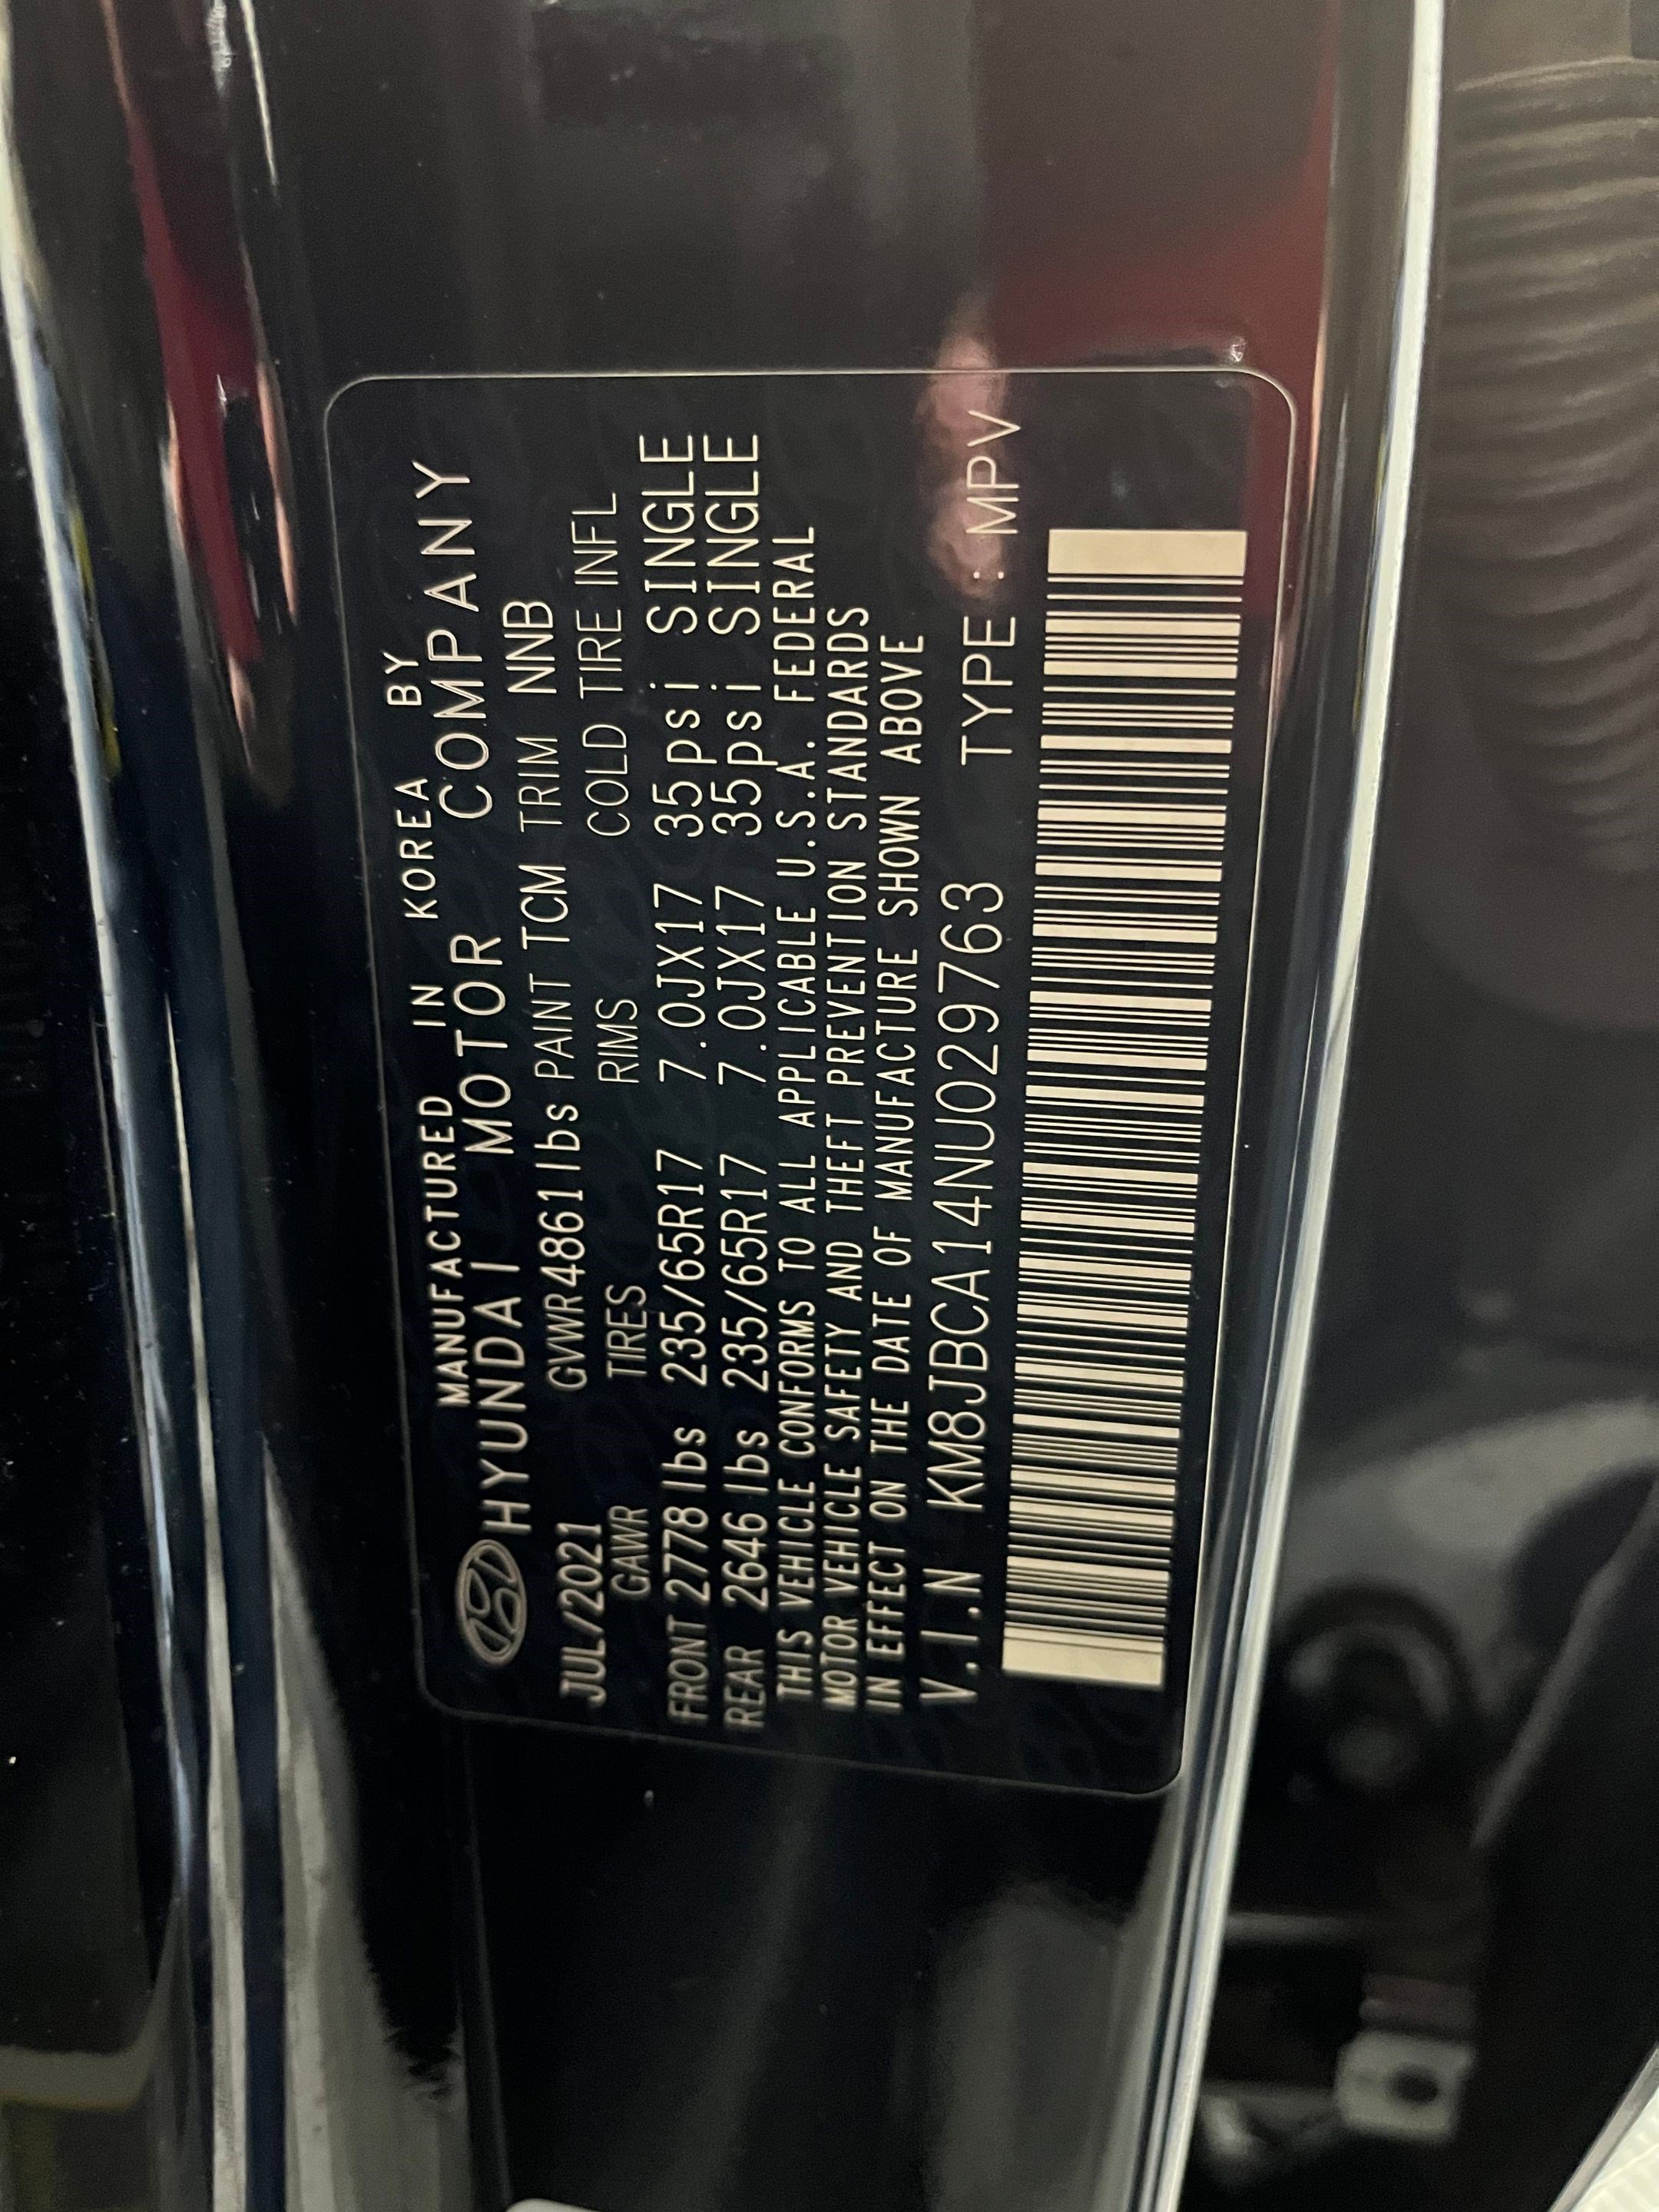 MANUFACTURED IN KOREA BY
HYUNDAI MOTOR COMPANY
JUL/2021 GVWR4861lbs PAINT TCM TRIM NNB
GAWR TIRES RIMS COLD TIRE INFL
FRONT 2778 lbs 235/65R17 7.0JX17 35psi SINGLE
REAR 2646 lbs 235/65R17 7.0JX17 35psi SINGLE
THIS VEHICLE CONFORMS TO ALL APPLICABLE U.S.A. FEDERAL
MOTOR VEHICLE SAFETY AND THEFT PREVENTION STANDARDS
IN EFFECT ON THE DATE OF MANUFACTURE SHOWN ABOVE
V.I.N KM8JBCA14NU029763 TYPE : MPV